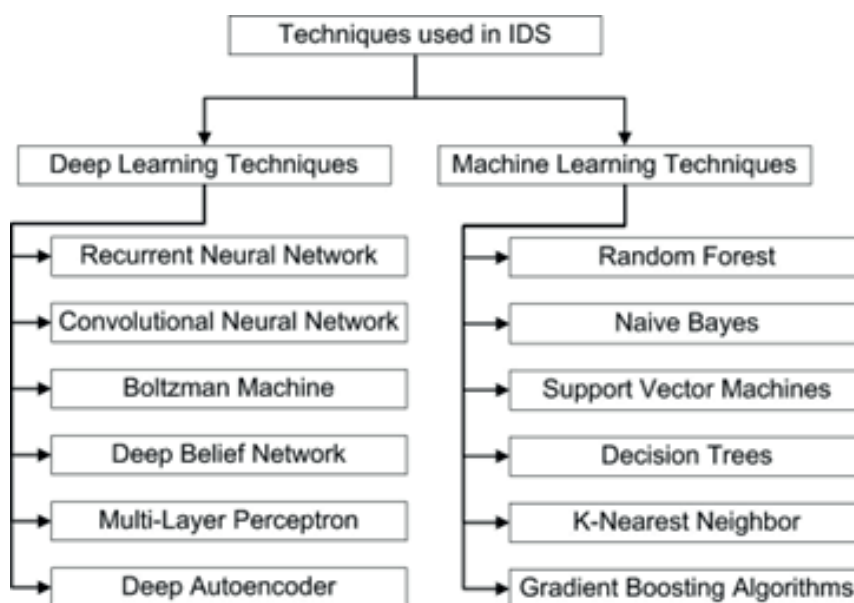 Techniques used in IDS
Deep Learning Techniques
Machine Learning Techniques
Recurrent Neural Network
Convolutional Neural Network
Boltzman Machine
Deep Belief Network
Multi-Layer Perceptron
Deep Autoencoder
Random Forest
Naive Bayes
Support Vector Machines
Decision Trees
K-Nearest Neighbor
Gradient Boosting Algorithms